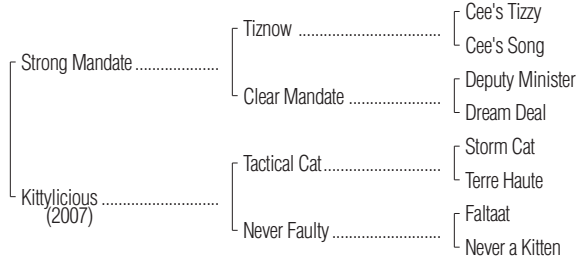 Cee's Tizzy
Tiznow ......................................
Cee's Song
Strong Mandate ......................
Deputy Minister
Clear Mandate ........................
Dream Deal
Storm Cat
Tactical Cat ..............................
Terre Haute
Kittylicious ..............................
(2007)
Faltaat
Never Faulty ............................
Never a Kitten